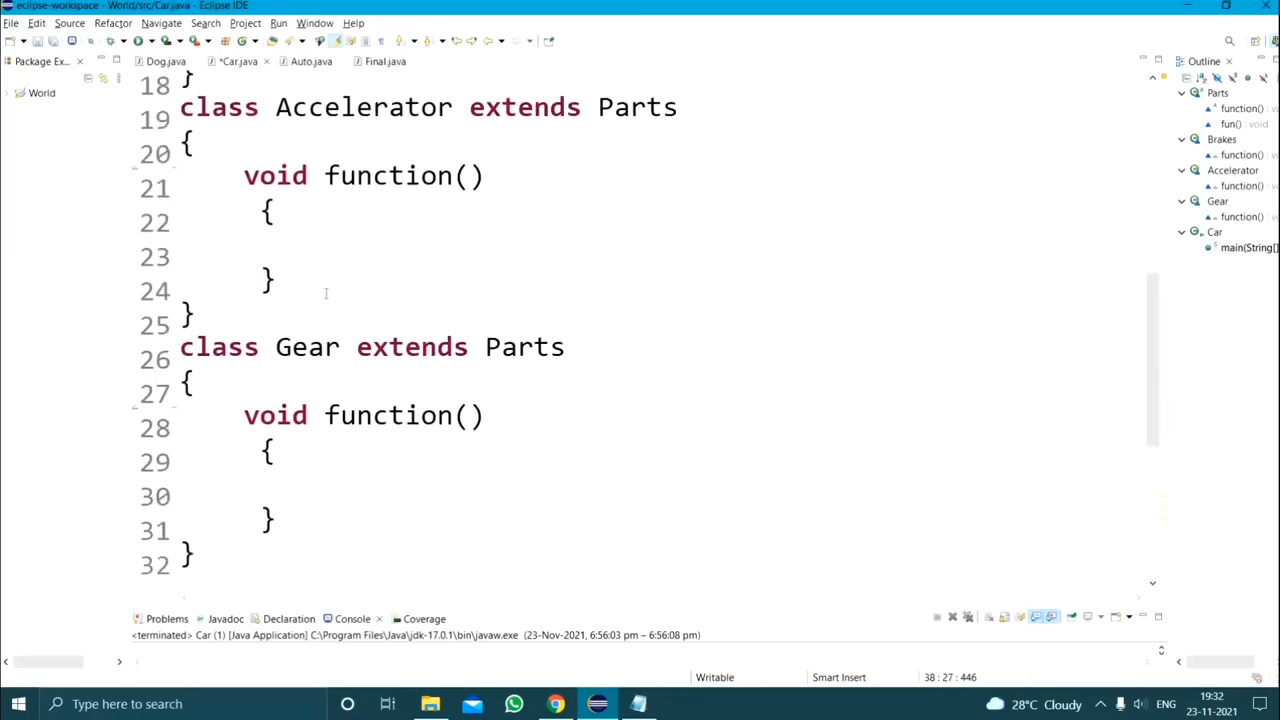 eclipse-workspace - World/src/Car.java - Eclipse IDE
File Edit Source Refactor Navigate Search Project Run Window Help
Package Ex... Dog.java *Car.java Auto.java Final.java Outline
World
18 }
19 class Accelerator extends Parts
20 {
21 void function()
22 {
23
24 }
25 }
26 class Gear extends Parts
27 {
28 void function()
29 {
30
31 }
32 }
Parts
function()
fun() : void
Brakes
function()
Accelerator
function()
Gear
function()
Car
main(String[]
Problems Javadoc Declaration Console Coverage
<terminated> Car (1) [Java Application] C:\Program Files\Java\jdk-17.0.1\bin\javaw.exe (23-Nov-2021, 6:56:03 pm – 6:56:08 pm)
Writable Smart Insert 38 : 27 : 446
Type here to search
28°C Cloudy ENG 19:32
23-11-2021